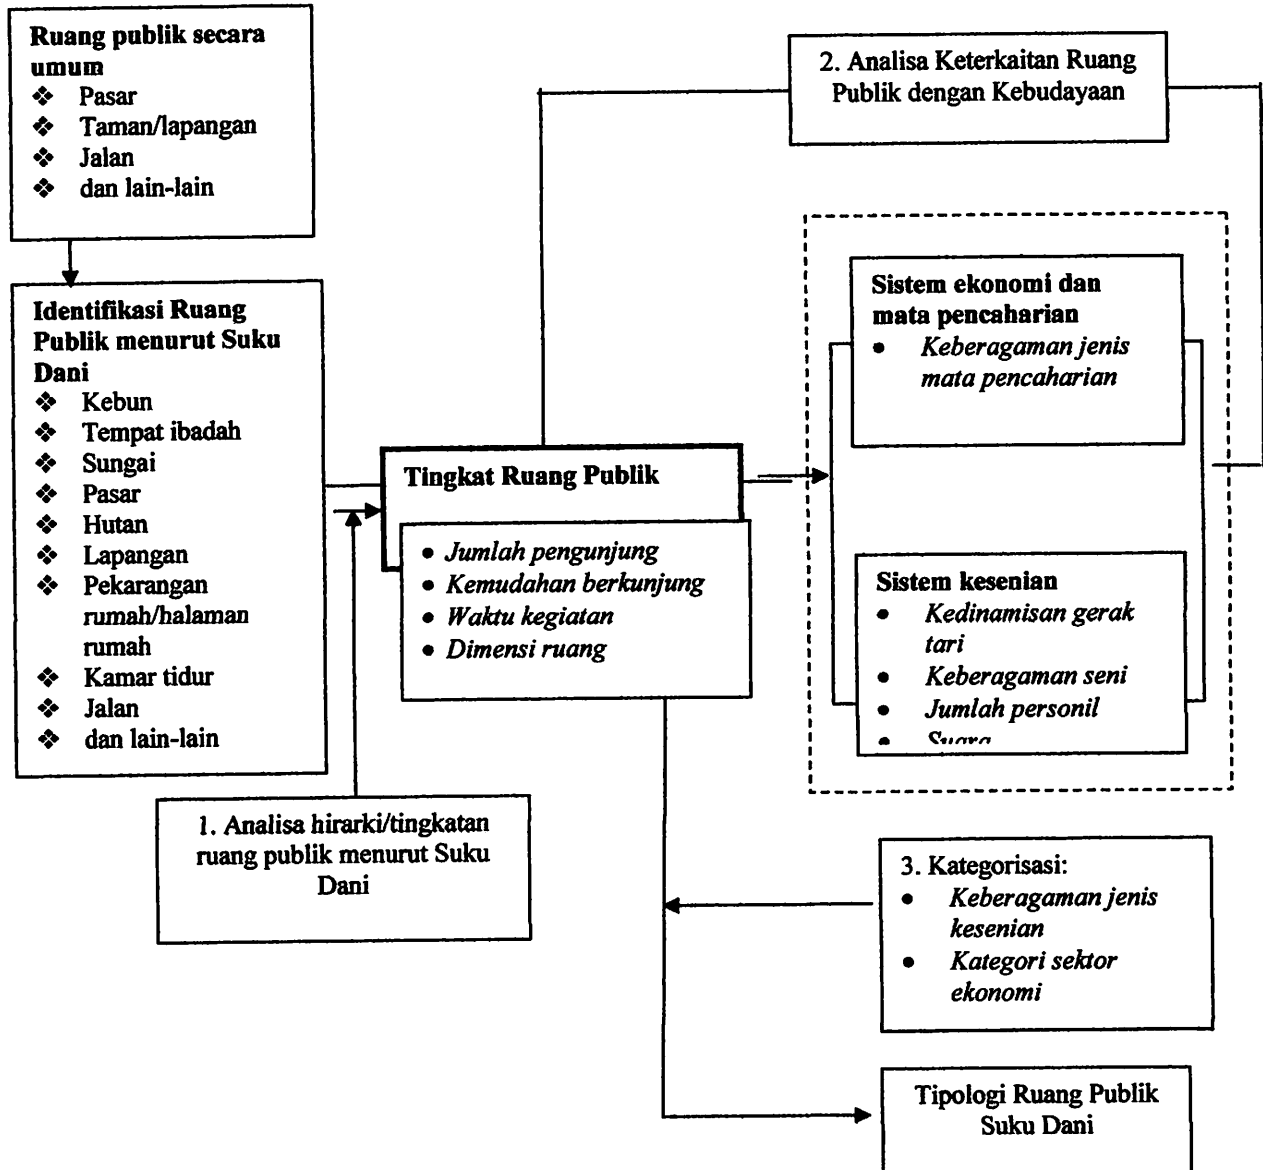 Ruang publik secara
umum
❖ Pasar
❖ Taman/lapangan
❖ Jalan
❖ dan lain-lain
Identifikasi Ruang
Publik menurut Suku
Dani
❖ Kebun
❖ Tempat ibadah
❖ Sungai
❖ Pasar
❖ Hutan
❖ Lapangan
❖ Pekarangan
rumah/halaman
rumah
❖ Kamar tidur
❖ Jalan
❖ dan lain-lain
1. Analisa hirarki/tingkatan
ruang publik menurut Suku
Dani
Tingkat Ruang Publik
• Jumlah pengunjung
• Kemudahan berkunjung
• Waktu kegiatan
• Dimensi ruang
2. Analisa Keterkaitan Ruang
Publik dengan Kebudayaan
Sistem ekonomi dan
mata pencaharian
• Keberagaman jenis
mata pencaharian
Sistem kesenian
• Kedinamisan gerak
tari
• Keberagaman seni
• Jumlah personil
• Suara
3. Kategorisasi:
• Keberagaman jenis
kesenian
• Kategori sektor
ekonomi
Tipologi Ruang Publik
Suku Dani